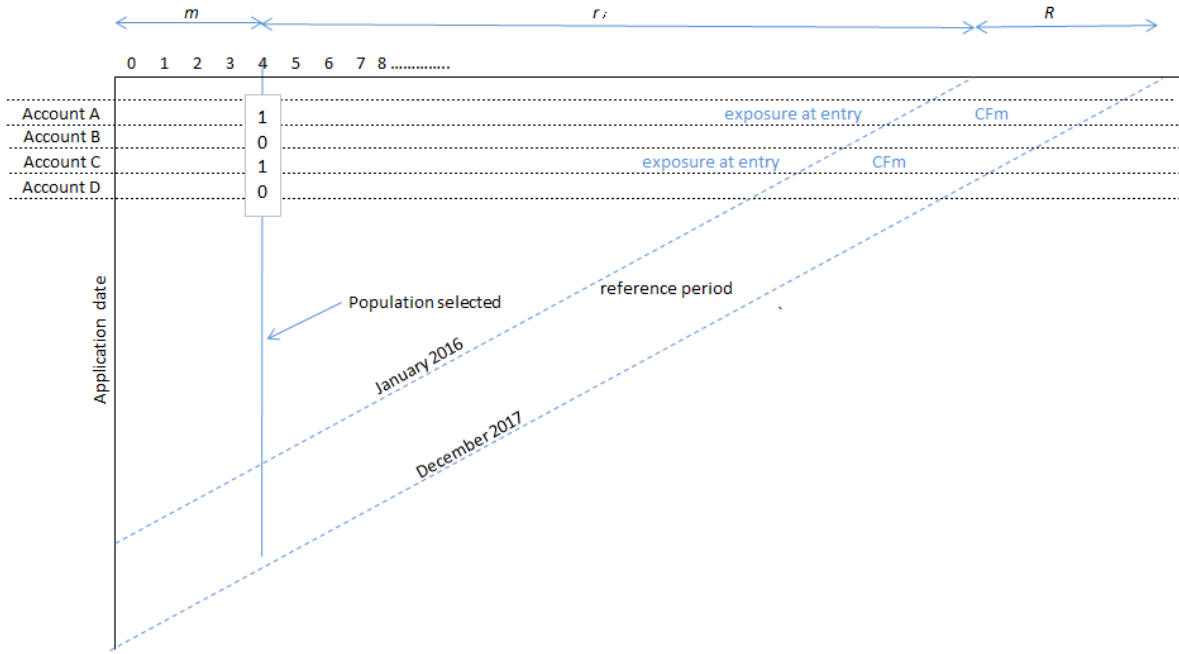 m r i R
0 1 2 3 4 5 6 7 8 ..............
Account A 1 exposure at entry CFm
Account B 0
Account C 1 exposure at entry CFm
Account D 0
Application date
Population selected
reference period
January 2016
December 2017